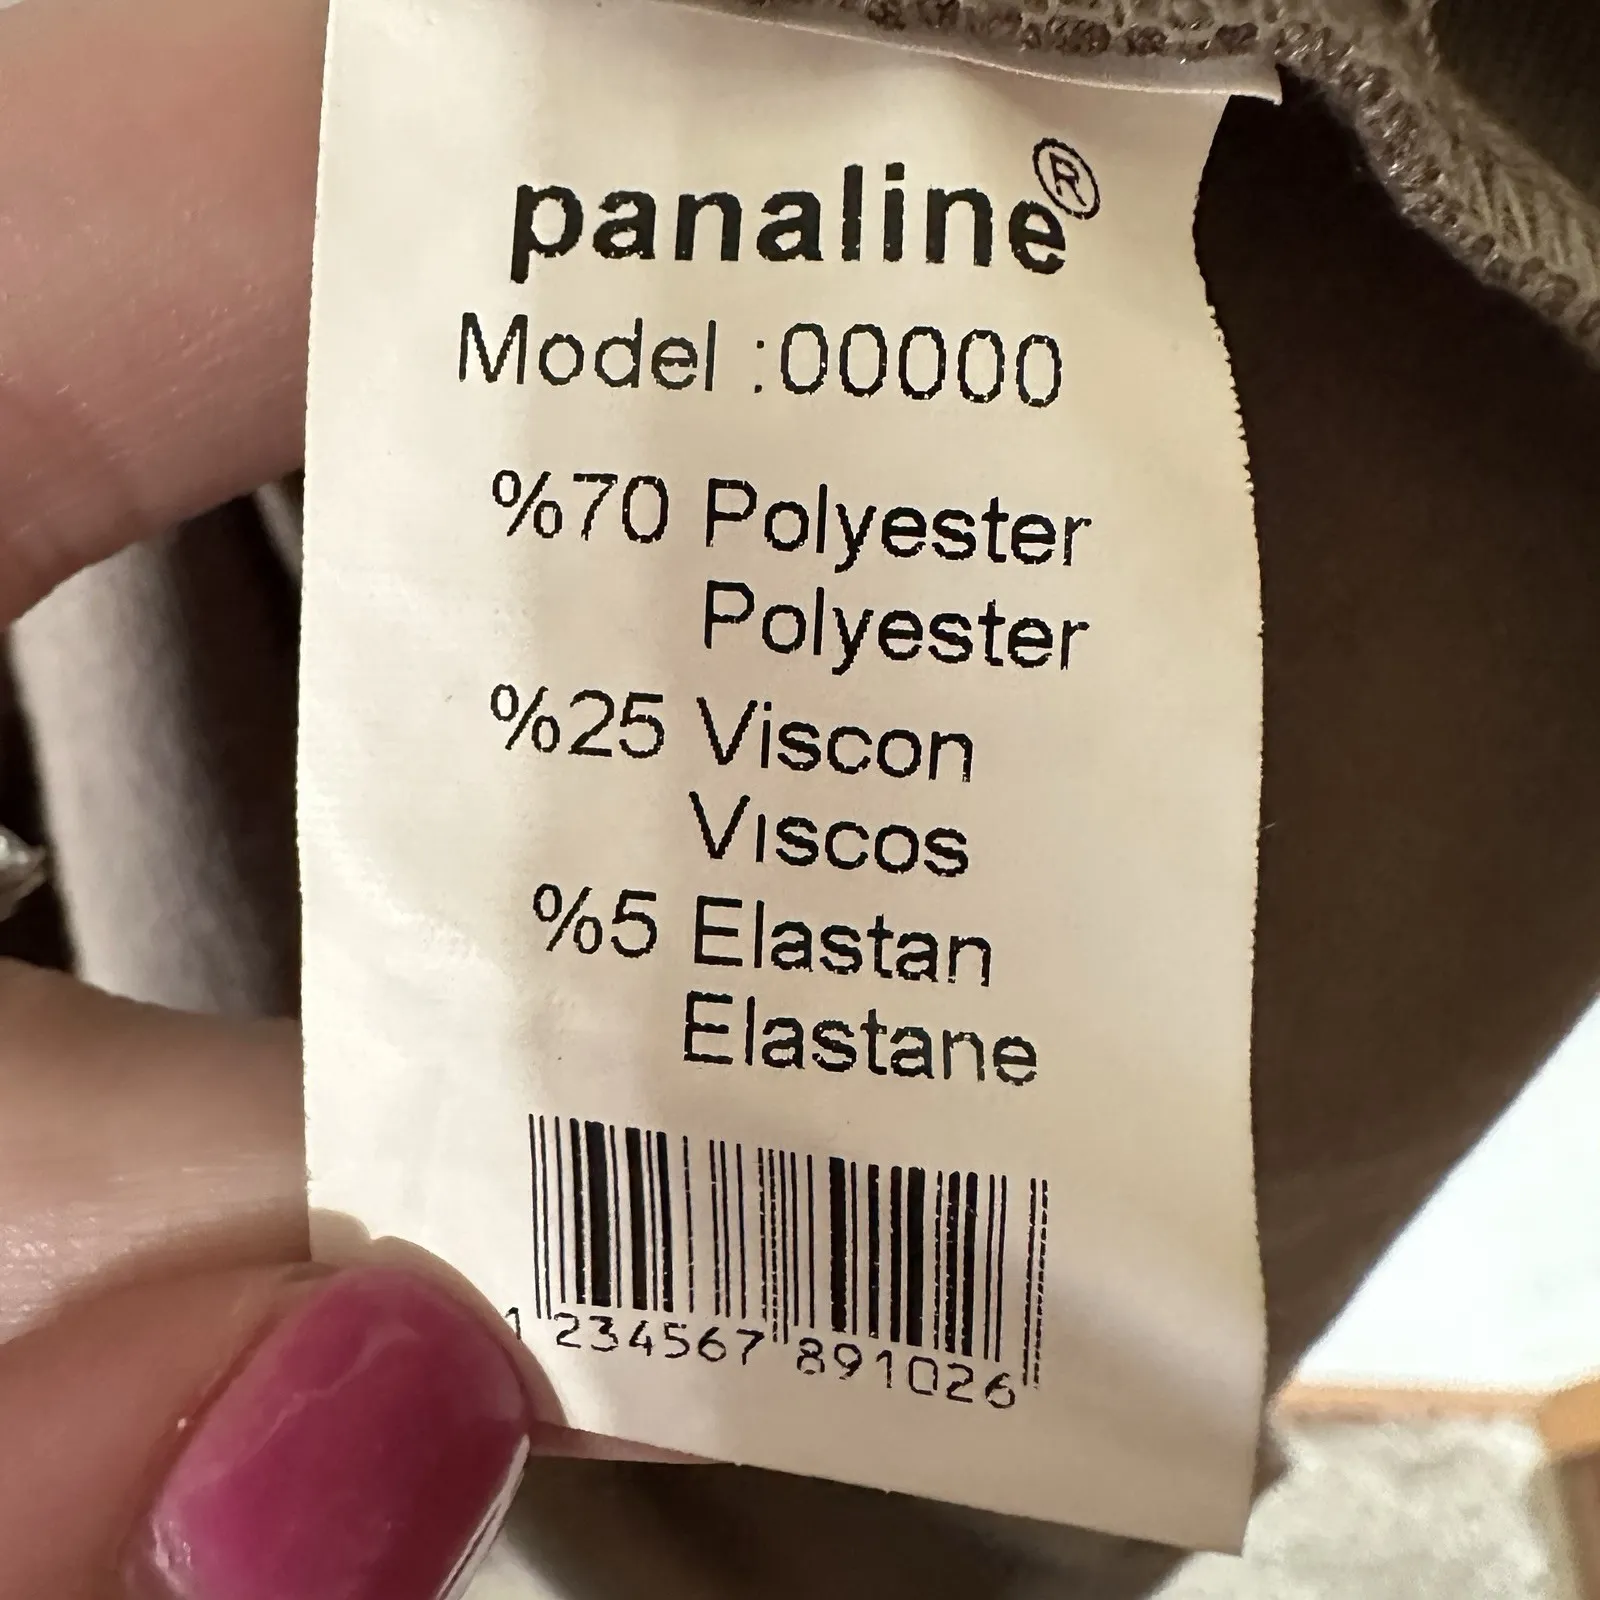 panaline®
Model :00000
%70 Polyester
Polyester
%25 Viscon
Viscos
%5 Elastan
Elastane
1 234567 891026